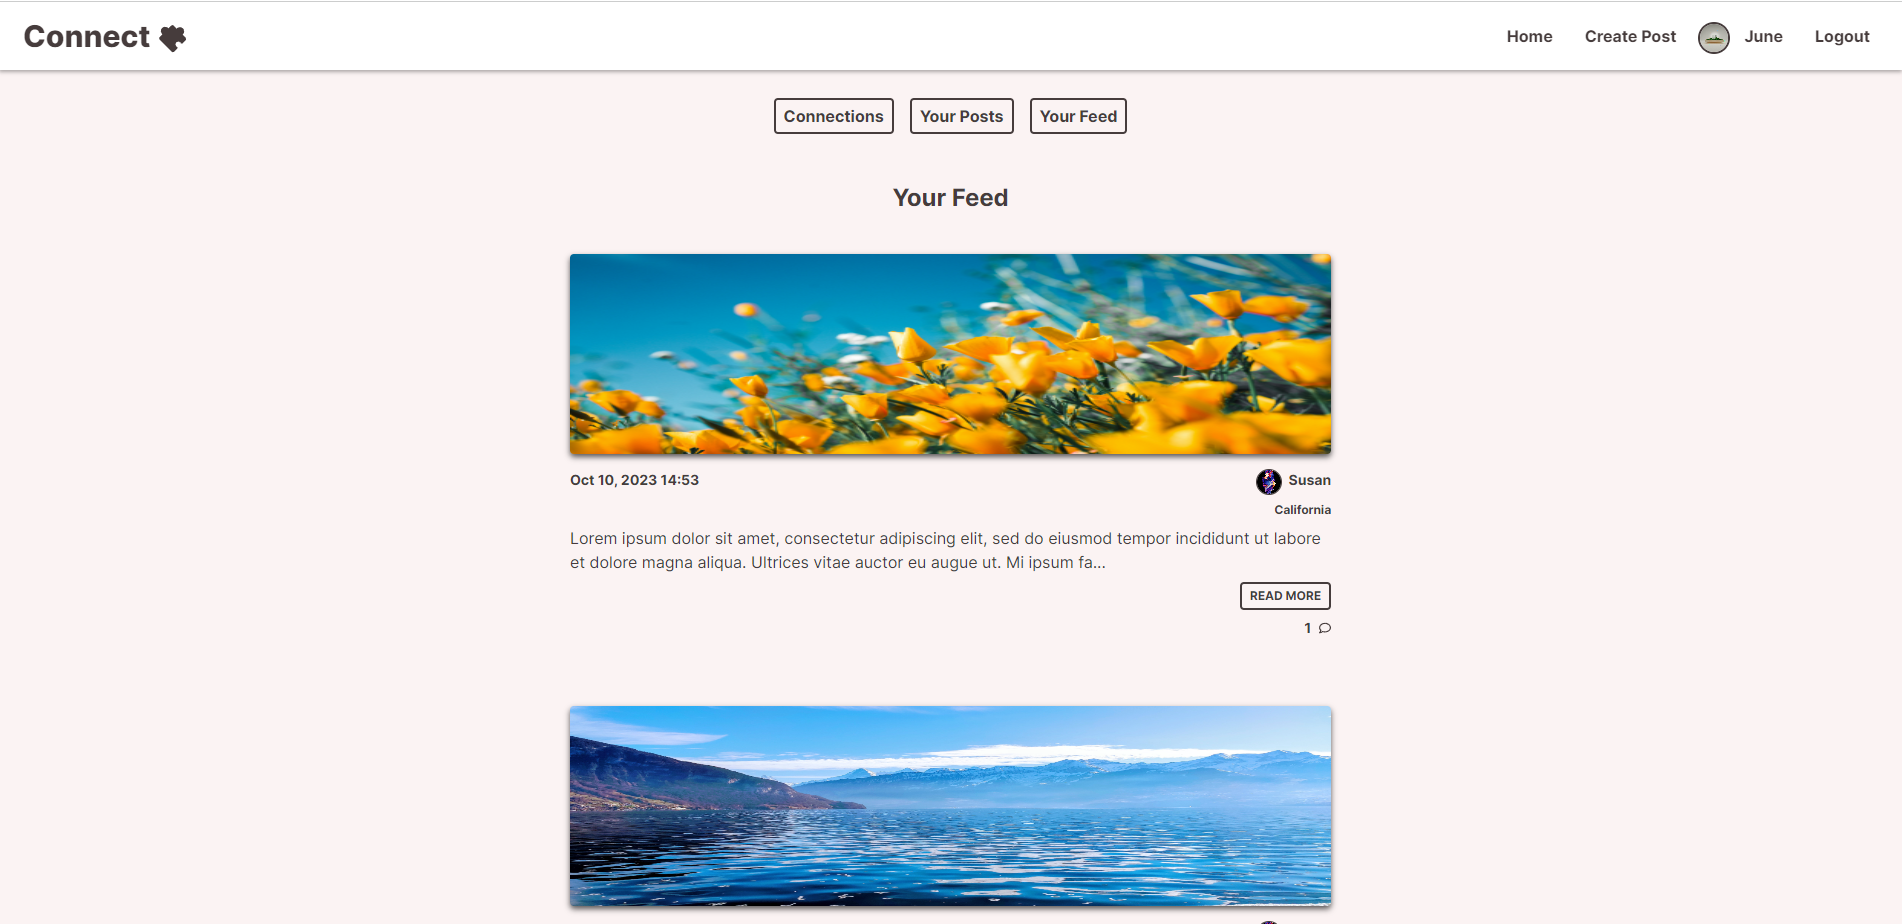 Connect
Home Create Post June Logout
Connections Your Posts Your Feed
Your Feed
Oct 10, 2023 14:53 Susan
California
Lorem ipsum dolor sit amet, consectetur adipiscing elit, sed do eiusmod tempor incididunt ut labore
et dolore magna aliqua. Ultrices vitae auctor eu augue ut. Mi ipsum fa...
READ MORE
1